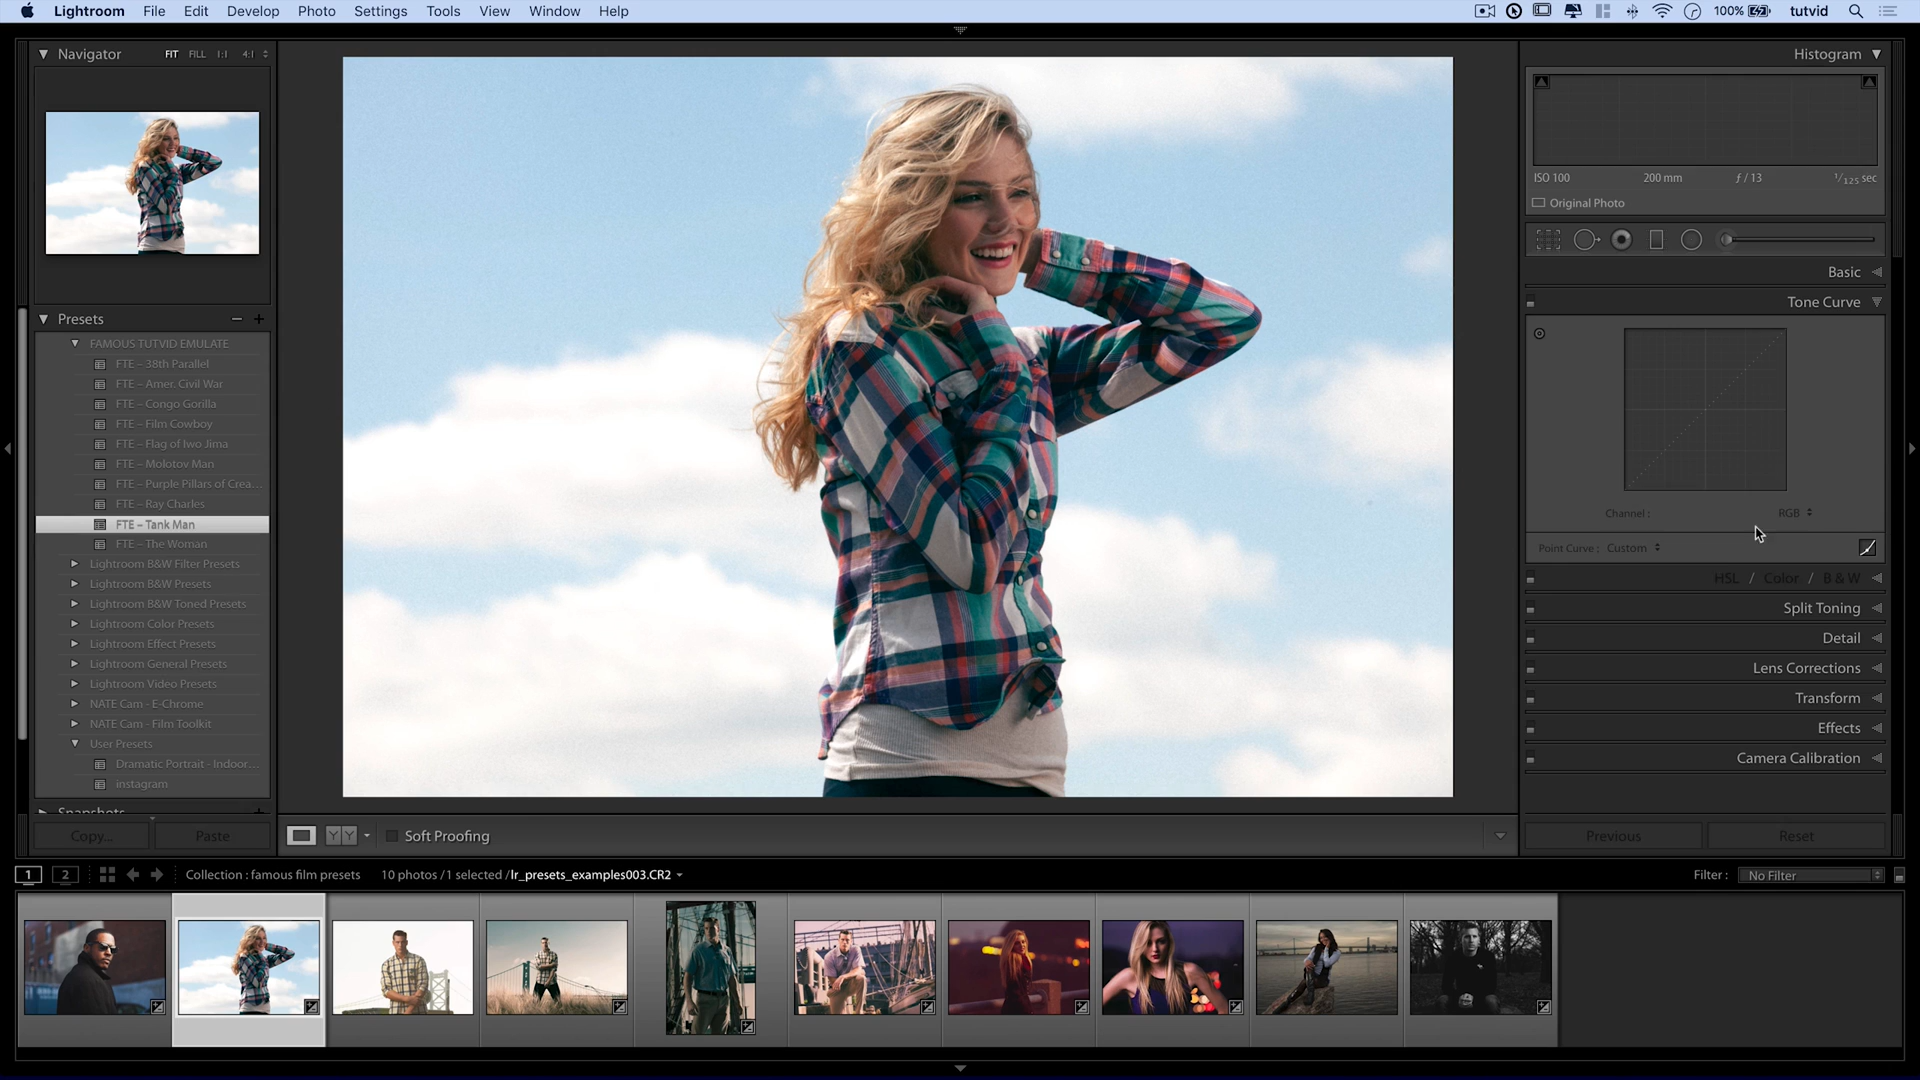 Lightroom File Edit Develop Photo Settings Tools View Window Help 100% tutvid
Navigator FIT FILL 1:1 4:1
Histogram
ISO 100 200 mm ƒ / 13 1/125 sec
Original Photo
Basic
Tone Curve
Channel : RGB
Point Curve : Custom
HSL / Color / B & W
Split Toning
Detail
Lens Corrections
Transform
Effects
Camera Calibration
Previous Reset
Presets
FAMOUS TUTVID EMULATE
FTE – 38th Parallel
FTE – Amer. Civil War
FTE – Congo Gorilla
FTE – Film Cowboy
FTE – Flag of Iwo Jima
FTE – Molotov Man
FTE – Purple Pillars of Crea...
FTE – Ray Charles
FTE – Tank Man
FTE – The Woman
Lightroom B&W Filter Presets
Lightroom B&W Presets
Lightroom B&W Toned Presets
Lightroom Color Presets
Lightroom Effect Presets
Lightroom General Presets
Lightroom Video Presets
NATE Cam - E-Chrome
NATE Cam - Film Toolkit
User Presets
Dramatic Portrait - Indoor...
instagram
Snapshots
Copy... Paste
YY Soft Proofing
1 2 Collection : famous film presets 10 photos / 1 selected / lr_presets_examples003.CR2 Filter : No Filter